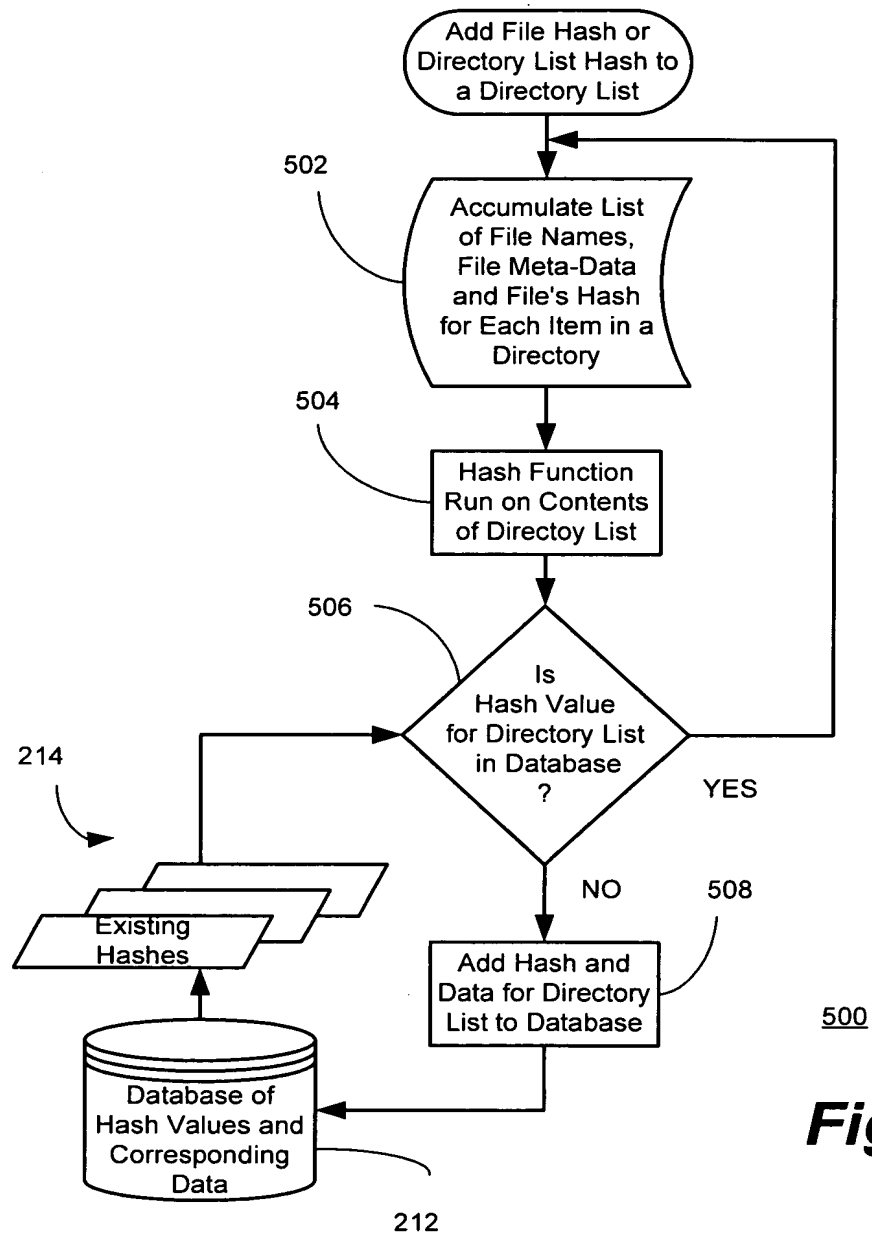 Add File Hash or
Directory List Hash to
a Directory List
502
Accumulate List
of File Names,
File Meta-Data
and File's Hash
for Each Item in a
Directory
504
Hash Function
Run on Contents
of Directoy List
506
Is
Hash Value
for Directory List
in Database
?
YES
214
NO
508
Existing
Hashes
Add Hash and
Data for Directory
List to Database
500
Database of
Hash Values and
Corresponding
Data
Fig
212